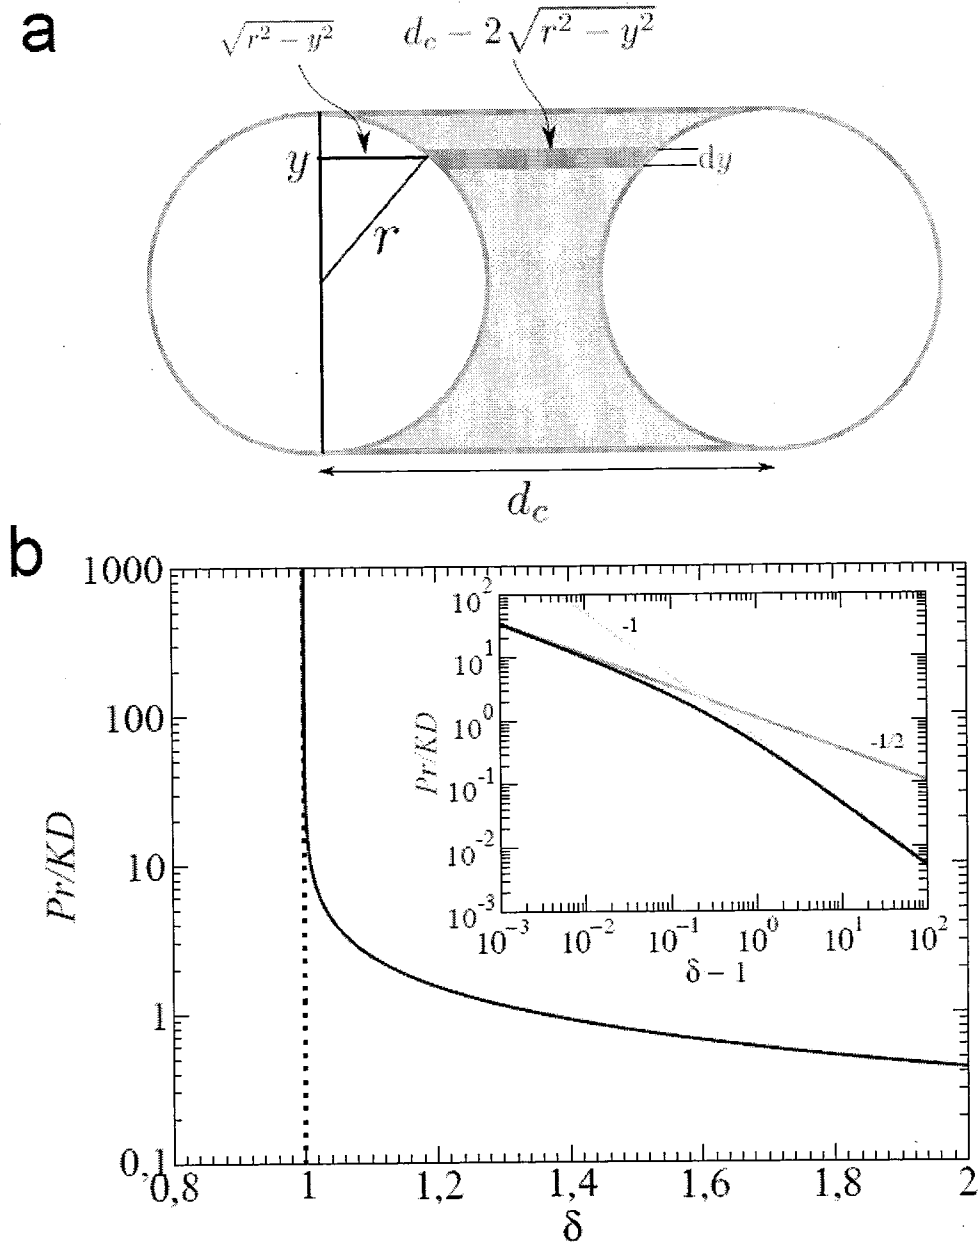 a
√(r² − y²)
d_c − 2√(r² − y²)
y
dy
r
d_c
b
1000
100
10
1
0,1
Pr/KD
0,8
1
1,2
1,4
1,6
1,8
2
δ
10²
10¹
10⁰
10⁻¹
10⁻²
10⁻³
Pr/KD
-1
-1/2
10⁻³
10⁻²
10⁻¹
10⁰
10¹
10²
δ − 1